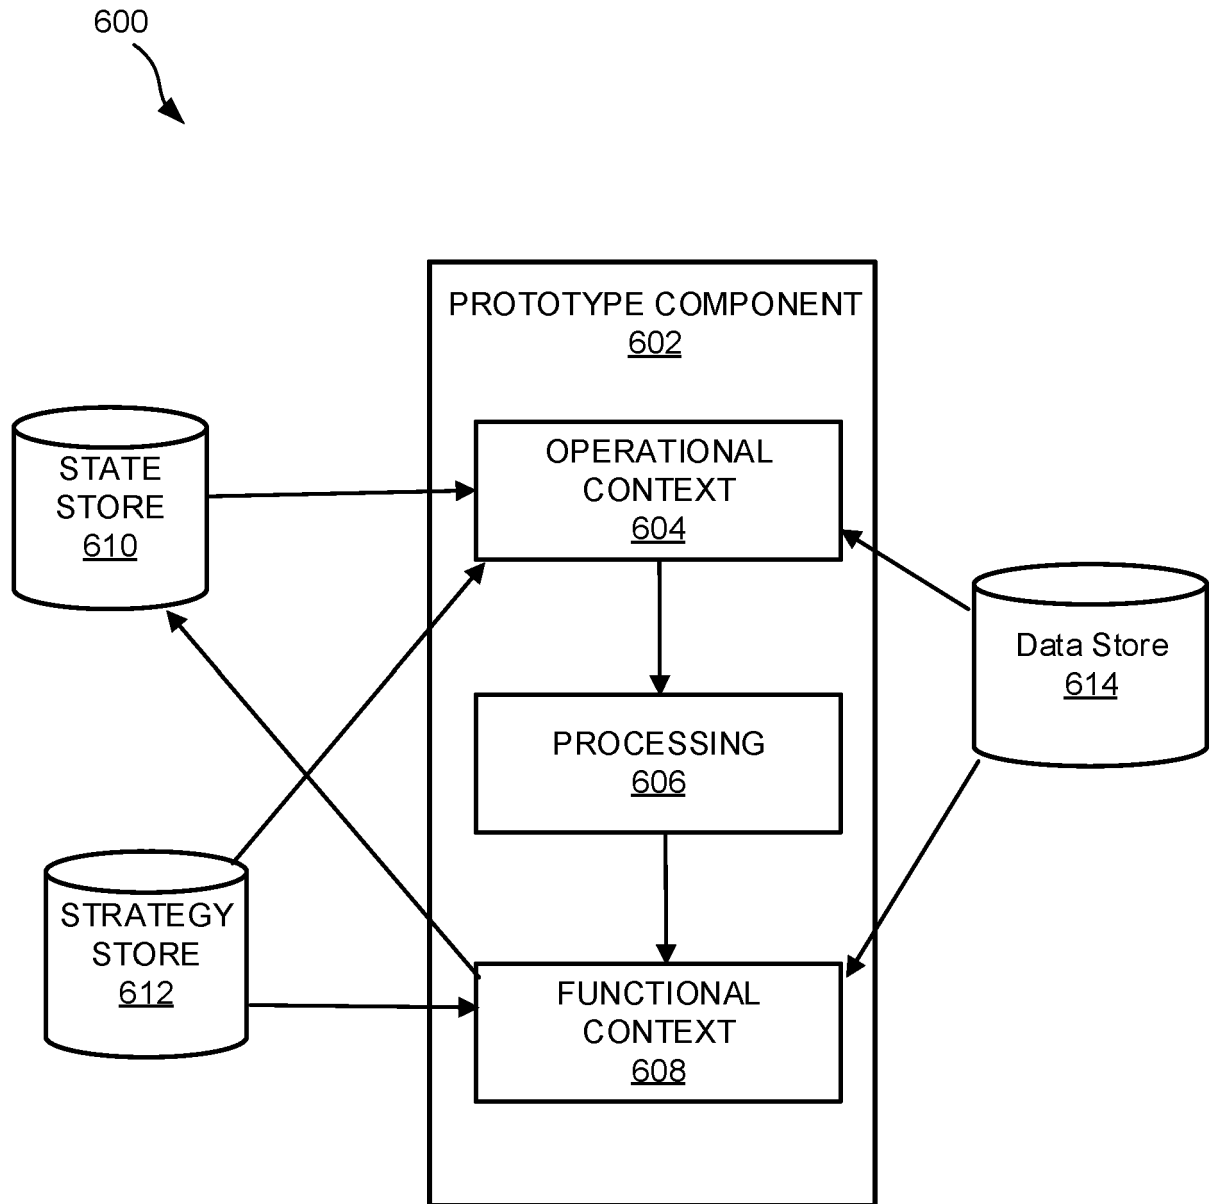 600
PROTOTYPE COMPONENT
602
OPERATIONAL
CONTEXT
604
STATE
STORE
610
Data Store
614
PROCESSING
606
STRATEGY
STORE
612
FUNCTIONAL
CONTEXT
608